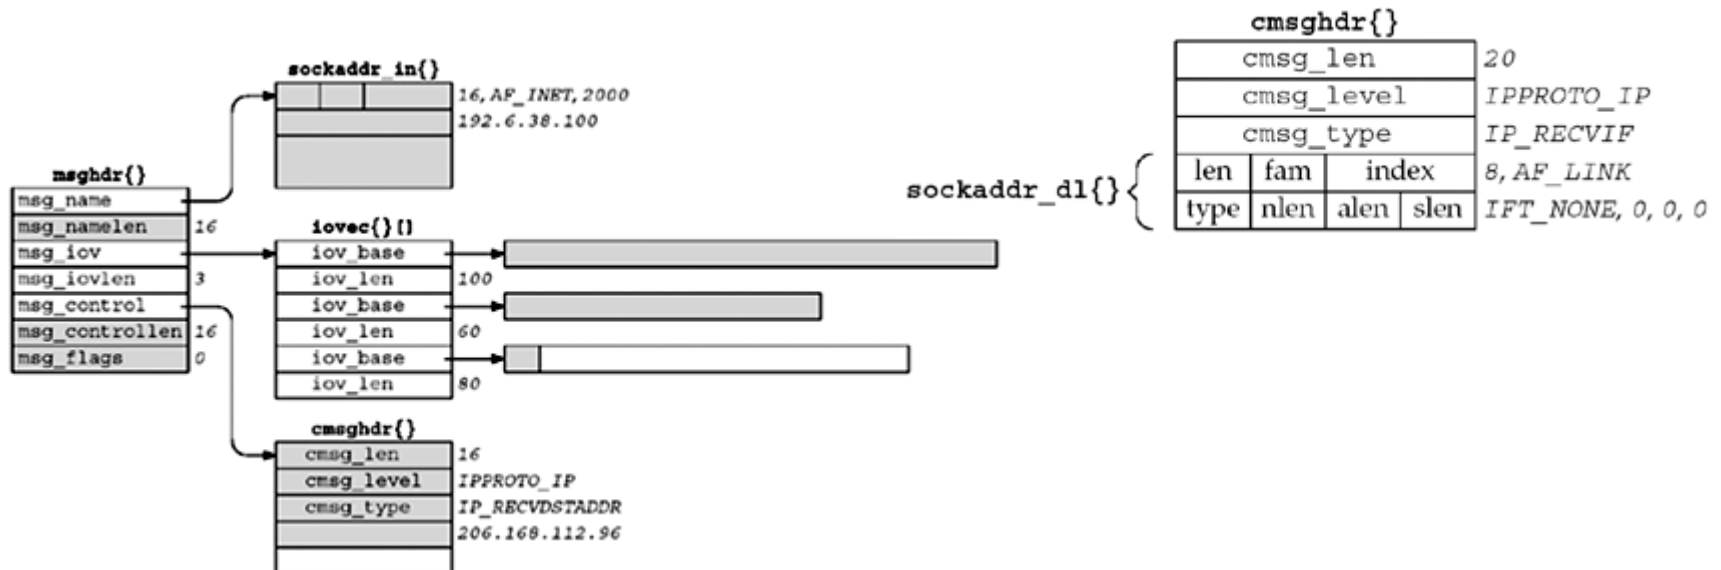 sockaddr_in{}
16, AF_INET, 2000
192.6.38.100
msghdr{}
msg_name
msg_namelen 16
msg_iov
msg_iovlen 3
msg_control
msg_controllen 16
msg_flags 0
iovec{}[]
iov_base
iov_len 100
iov_base
iov_len 60
iov_base
iov_len 80
cmsghdr{}
cmsg_len 16
cmsg_level IPPROTO_IP
cmsg_type IP_RECVDSTADDR
206.168.112.96
cmsghdr{}
cmsg_len 20
cmsg_level IPPROTO_IP
cmsg_type IP_RECVIF
sockaddr_dl{}
len fam index 8, AF_LINK
type nlen alen slen IFT_NONE, 0, 0, 0